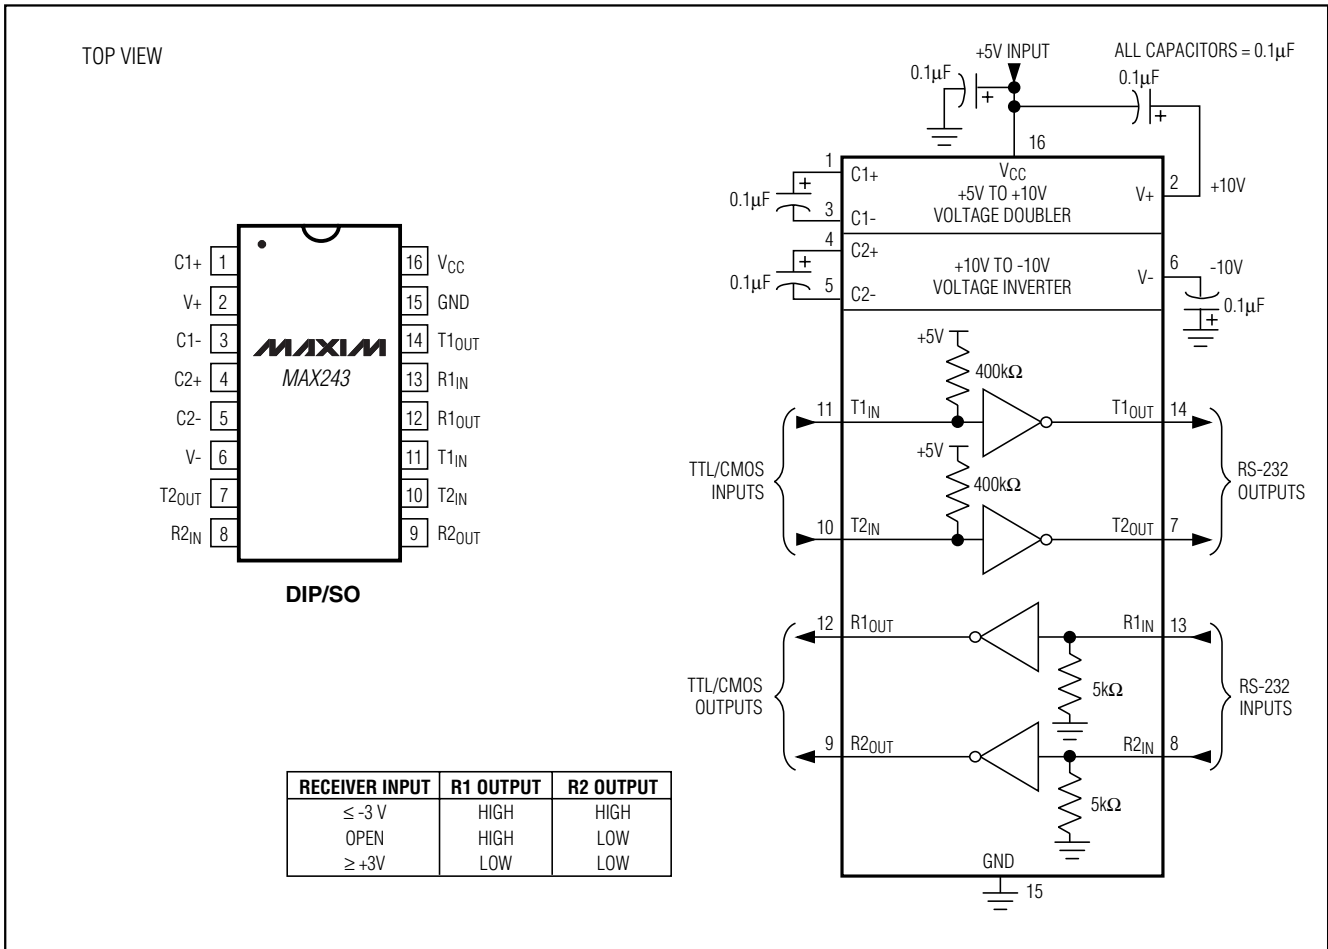 TOP VIEW
C1+ 1
V+ 2
C1- 3
C2+ 4
C2- 5
V- 6
T2OUT 7
R2IN 8
16 VCC
15 GND
14 T1OUT
13 R1IN
12 R1OUT
11 T1IN
10 T2IN
9 R2OUT
MAXIM
MAX243
DIP/SO
RECEIVER INPUT R1 OUTPUT R2 OUTPUT
≤ -3 V HIGH HIGH
OPEN HIGH LOW
≥ +3V LOW LOW
+5V INPUT
ALL CAPACITORS = 0.1µF
0.1µF
+
0.1µF
+
16
VCC
+5V TO +10V
VOLTAGE DOUBLER
1
C1+
+
0.1µF
3
C1-
V+
2
+10V
4
C2+
+
0.1µF
5
C2-
+10V TO -10V
VOLTAGE INVERTER
V-
6
-10V
0.1µF
+
+5V
400kΩ
11 T1IN
T1OUT 14
+5V
400kΩ
TTL/CMOS
INPUTS
RS-232
OUTPUTS
10 T2IN
T2OUT 7
12 R1OUT
R1IN 13
5kΩ
TTL/CMOS
OUTPUTS
RS-232
INPUTS
9 R2OUT
R2IN 8
5kΩ
GND
15